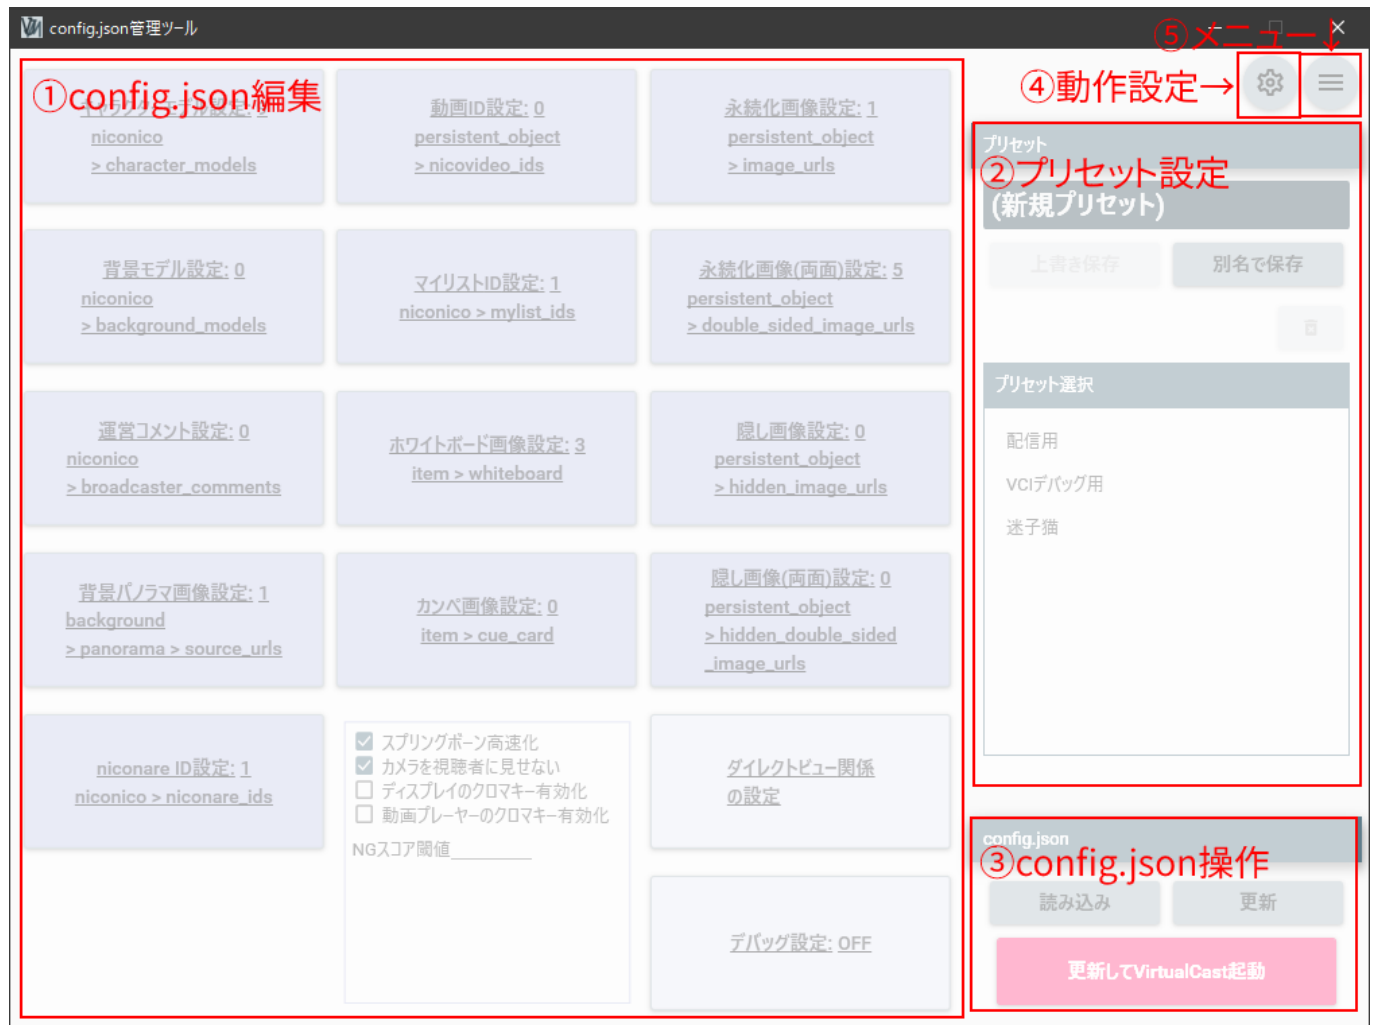 config.json管理ツール
⑤メニュー↓
④動作設定→
①config.json編集
キャラクターモデル設定: 0
niconico
> character_models
動画ID設定: 0
persistent_object
> nicovideo_ids
永続化画像設定: 1
persistent_object
> image_urls
背景モデル設定: 0
niconico
> background_models
マイリストID設定: 1
niconico > mylist_ids
永続化画像(両面)設定: 5
persistent_object
> double_sided_image_urls
運営コメント設定: 0
niconico
> broadcaster_comments
ホワイトボード画像設定: 3
item > whiteboard
隠し画像設定: 0
persistent_object
> hidden_image_urls
背景パノラマ画像設定: 1
background
> panorama > source_urls
カンペ画像設定: 0
item > cue_card
隠し画像(両面)設定: 0
persistent_object
> hidden_double_sided
_image_urls
niconare ID設定: 1
niconico > niconare_ids
スプリングボーン高速化
カメラを視聴者に見せない
ディスプレイのクロマキー有効化
動画プレーヤーのクロマキー有効化
NGスコア閾値
ダイレクトビュー関係
の設定
デバッグ設定: OFF
プリセット
②プリセット設定
(新規プリセット)
上書き保存
別名で保存
プリセット選択
配信用
VCIデバッグ用
迷子猫
config.json
③config.json操作
読み込み
更新
更新してVirtualCast起動